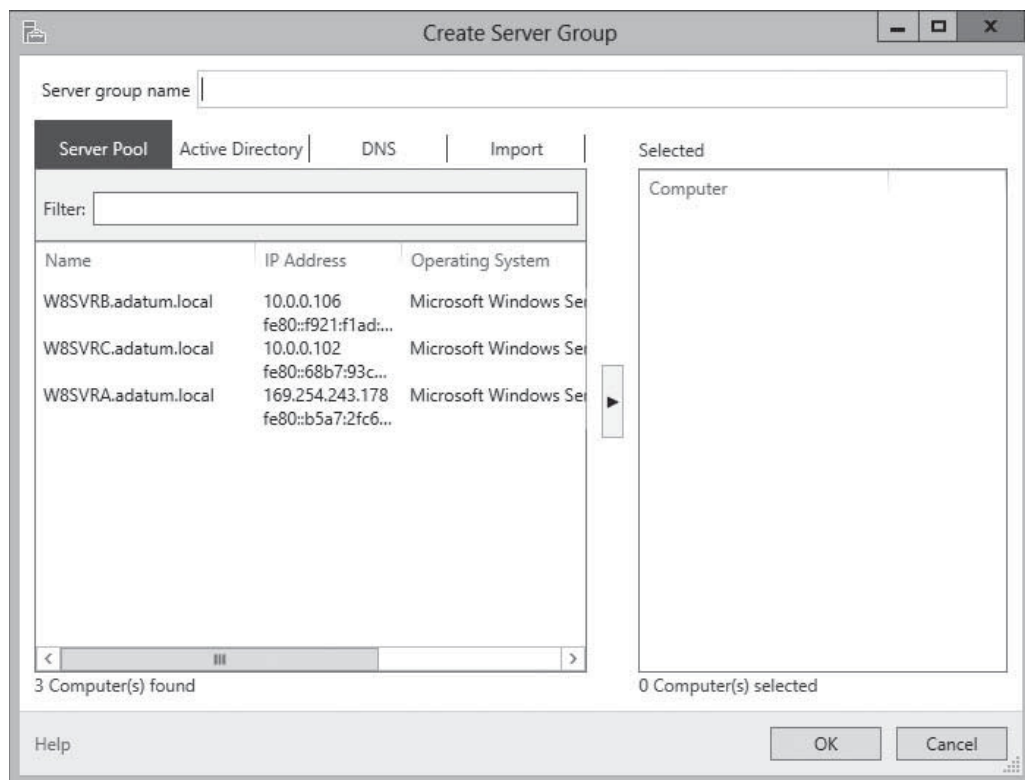 Create Server Group
Server group name
Server Pool Active Directory DNS Import
Filter:
Name IP Address Operating System
W8SVRB.adatum.local 10.0.0.106 Microsoft Windows Ser
fe80::f921:f1ad:...
W8SVRC.adatum.local 10.0.0.102 Microsoft Windows Ser
fe80::68b7:93c...
W8SVRA.adatum.local 169.254.243.178 Microsoft Windows Ser
fe80::b5a7:2fc6...
3 Computer(s) found
Selected
Computer
0 Computer(s) selected
Help OK Cancel